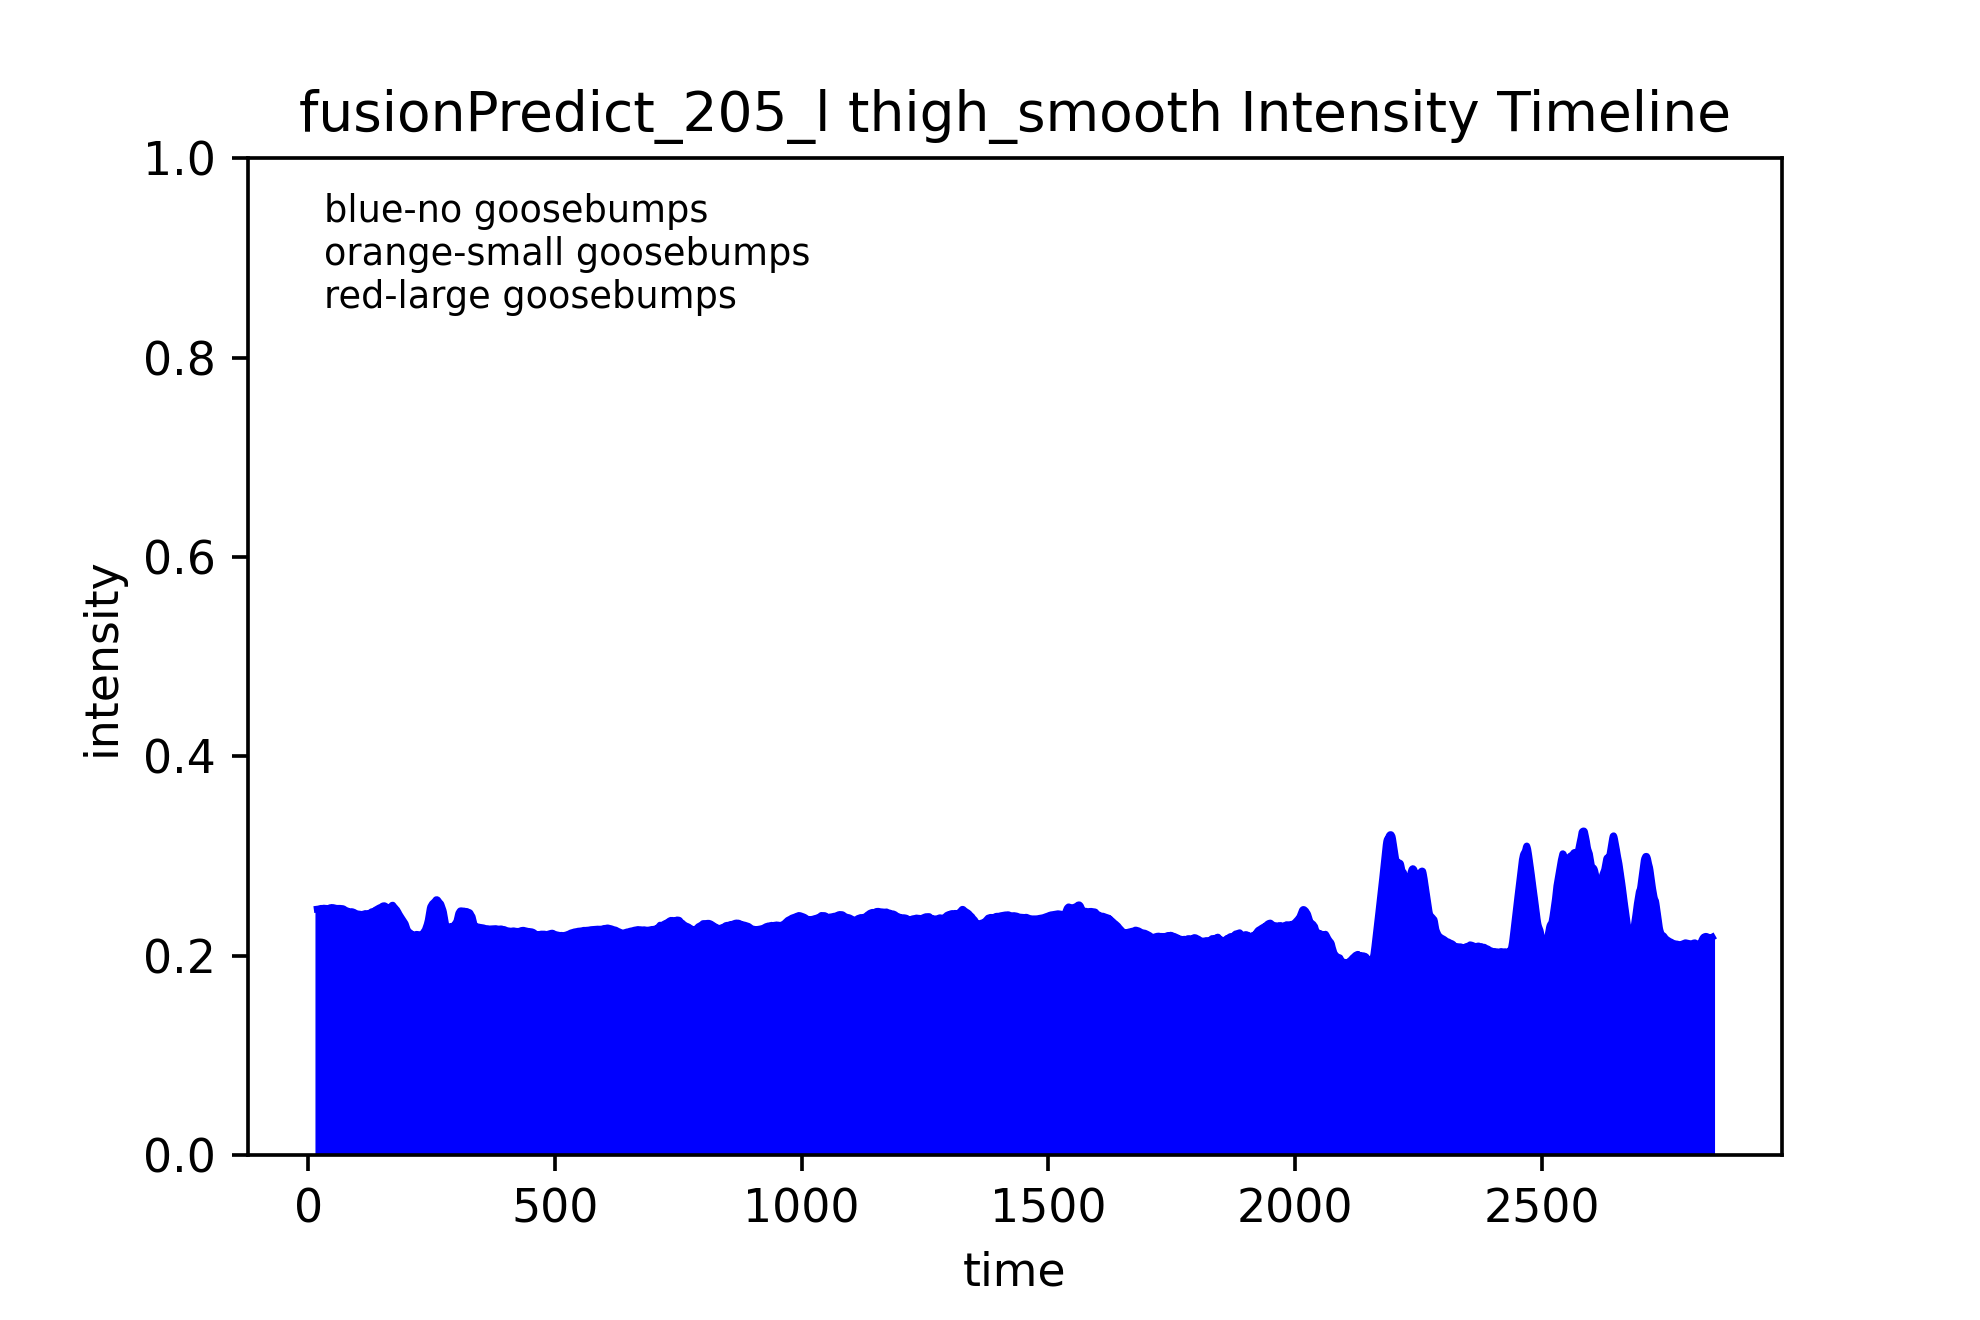 fusionPredict_205_l thigh_smooth Intensity Timeline
blue-no goosebumps
orange-small goosebumps
red-large goosebumps
intensity
1.0
0.8
0.6
0.4
0.2
0.0
0 500 1000 1500 2000 2500
time